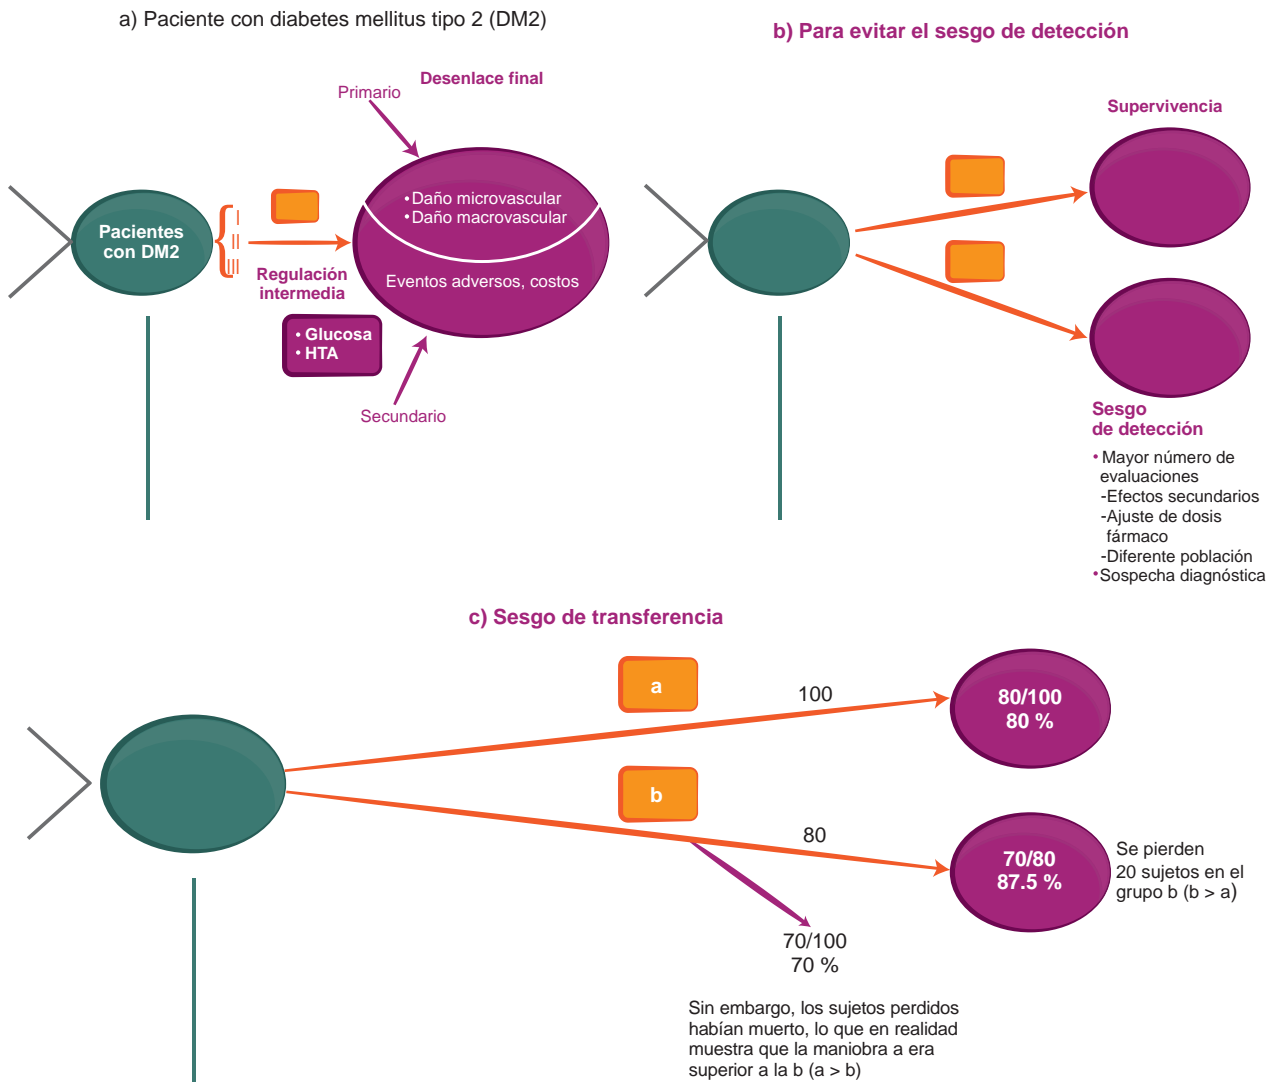 a) Paciente con diabetes mellitus tipo 2 (DM2)
Desenlace final
Primario
Pacientes
con DM2
I
II
III
Regulación
intermedia
• Glucosa
• HTA
• Daño microvascular
• Daño macrovascular
Eventos adversos, costos
Secundario
b) Para evitar el sesgo de detección
Supervivencia
Sesgo
de detección
• Mayor número de
evaluaciones
-Efectos secundarios
-Ajuste de dosis
fármaco
-Diferente población
•Sospecha diagnóstica
c) Sesgo de transferencia
a
100
80/100
80 %
b
80
70/80
87.5 %
Se pierden
20 sujetos en el
grupo b (b > a)
70/100
70 %
Sin embargo, los sujetos perdidos
habían muerto, lo que en realidad
muestra que la maniobra a era
superior a la b (a > b)